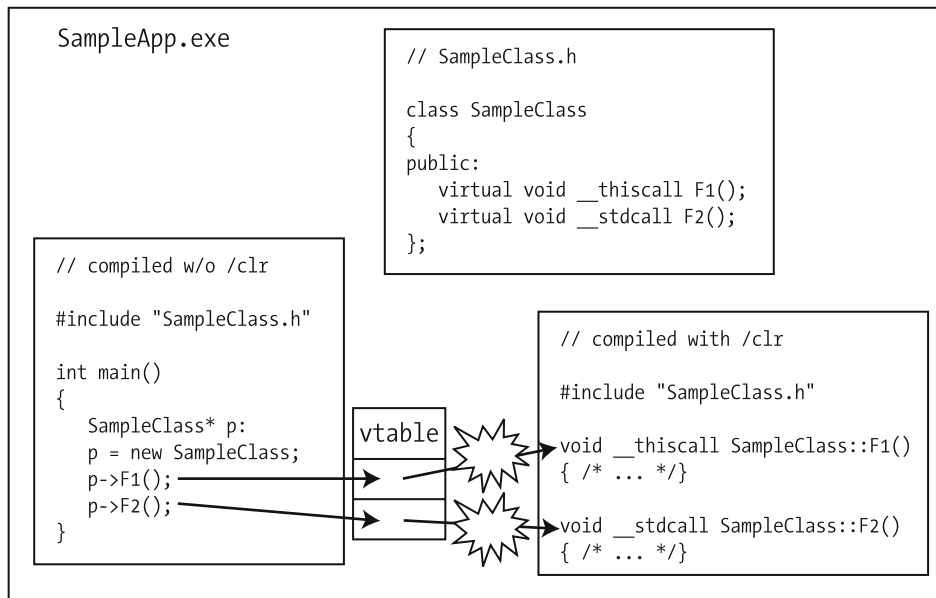 SampleApp.exe
// SampleClass.h
class SampleClass
{
public:
virtual void __thiscall F1();
virtual void __stdcall F2();
};
// compiled w/o /clr
#include "SampleClass.h"
int main()
{
SampleClass* p:
p = new SampleClass;
p->F1();
p->F2();
}
vtable
// compiled with /clr
#include "SampleClass.h"
void __thiscall SampleClass::F1()
{ /* ... */}
void __stdcall SampleClass::F2()
{ /* ... */}